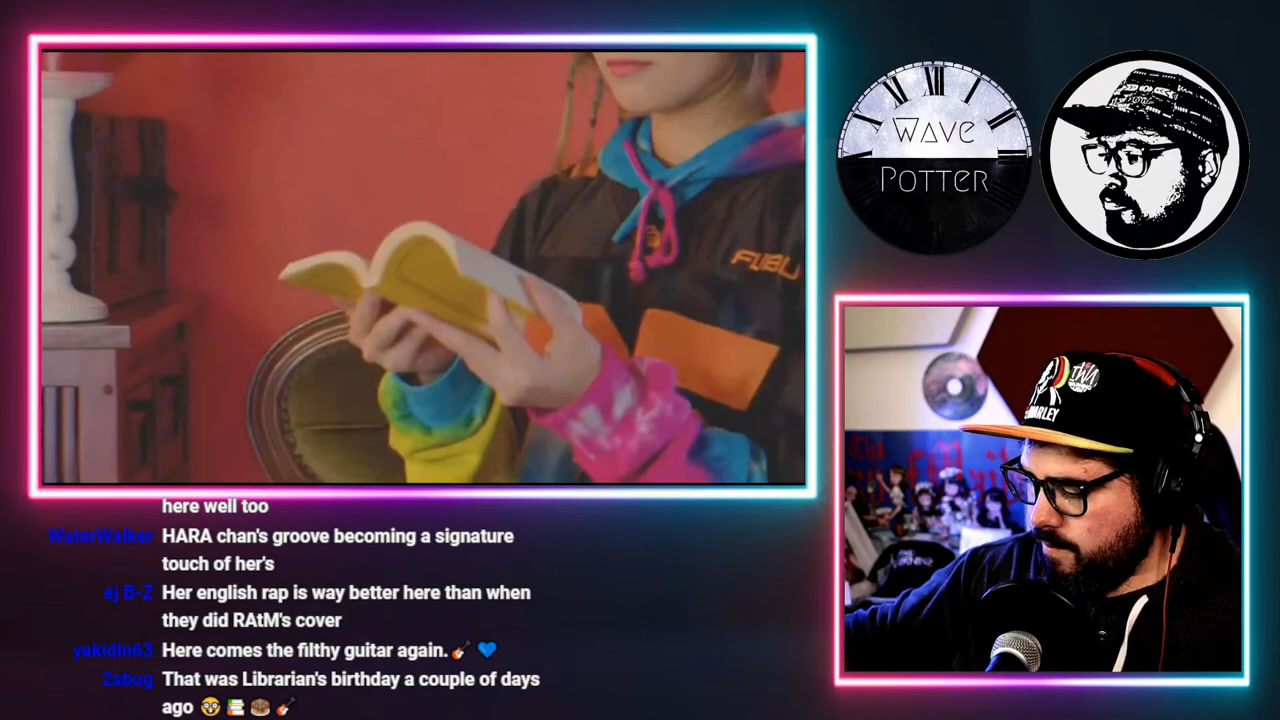 WAVE
POTTER
FUBU
MARLEY
here well too
WaterWalker HARA chan's groove becoming a signature
touch of her's
ej B-Z Her english rap is way better here than when
they did RAtM's cover
yakidin63 Here comes the filthy guitar again.🎸 💙
2abug That was Librarian's birthday a couple of days
ago 🤓 📚 🎂 🎸